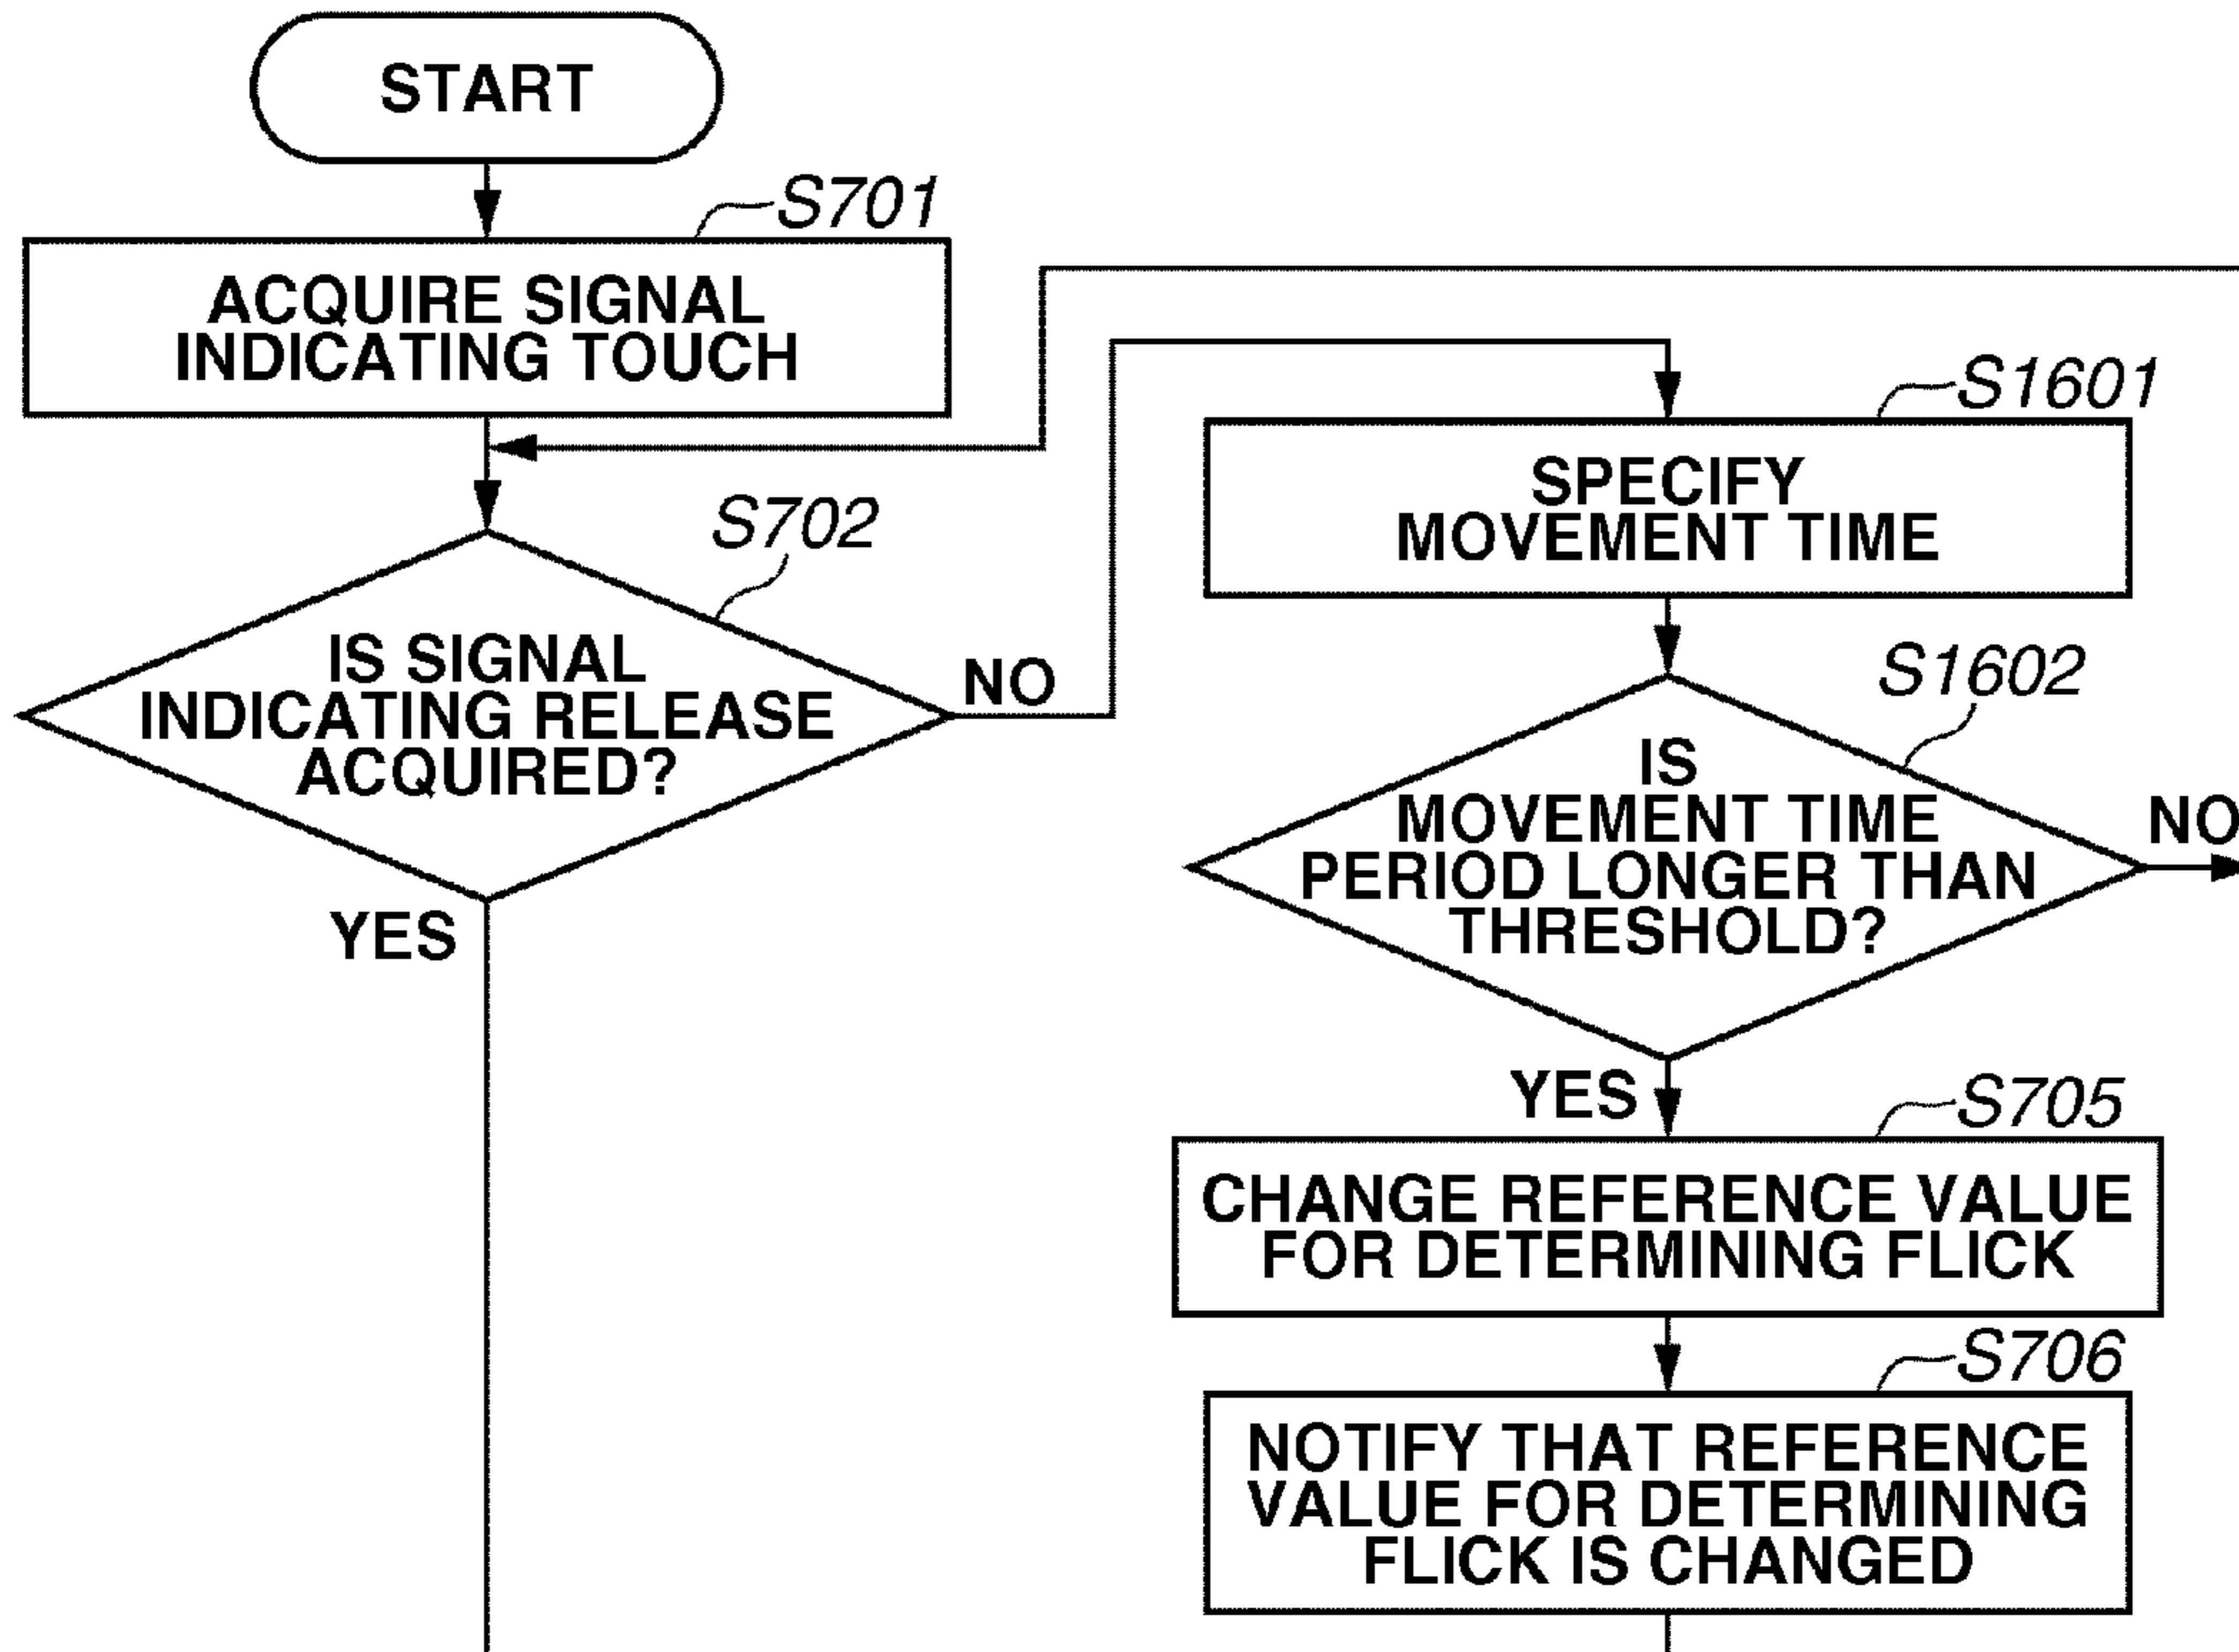 START
S701
ACQUIRE SIGNAL
INDICATING TOUCH
S702
IS SIGNAL
INDICATING RELEASE
ACQUIRED?
NO
YES
S1601
SPECIFY
MOVEMENT TIME
S1602
IS
MOVEMENT TIME
PERIOD LONGER THAN
THRESHOLD?
NO
YES
S705
CHANGE REFERENCE VALUE
FOR DETERMINING FLICK
S706
NOTIFY THAT REFERENCE
VALUE FOR DETERMINING
FLICK IS CHANGED